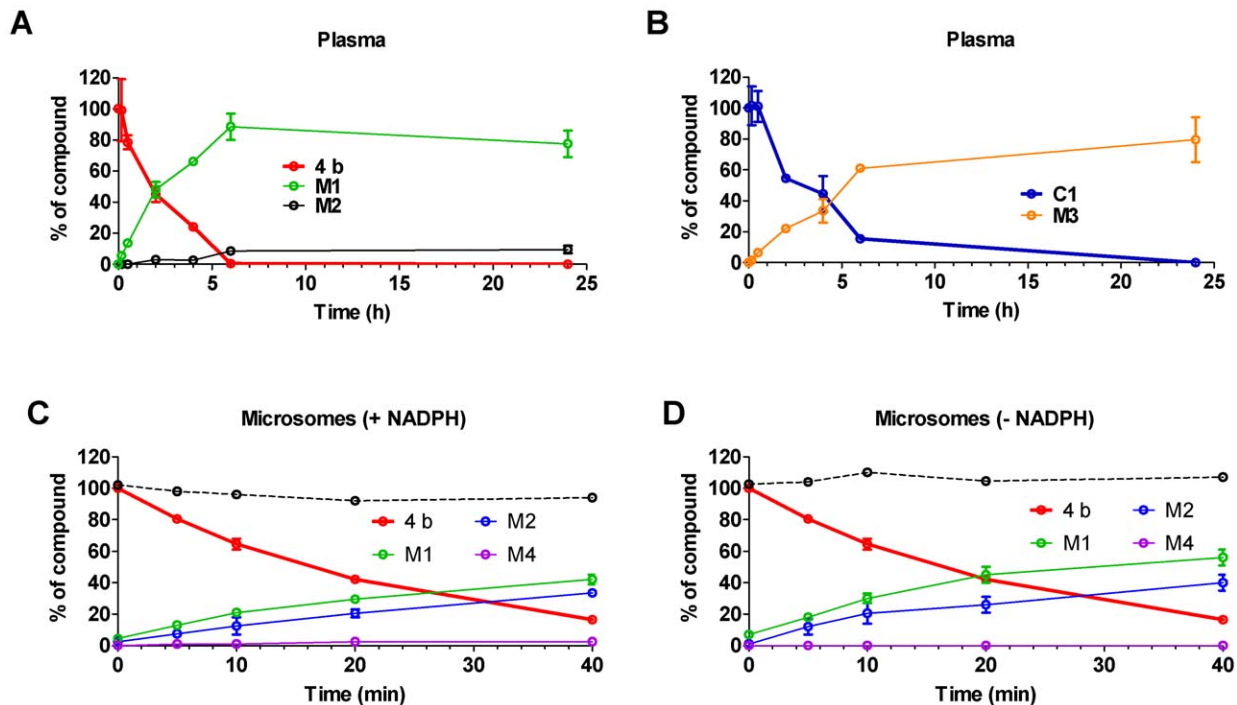 A
Plasma
% of compound
120
100
80
60
40
20
0
4 b
M1
M2
0 5 10 15 20 25
Time (h)
B
Plasma
% of compound
120
100
80
60
40
20
0
C1
M3
0 5 10 15 20 25
Time (h)
C
Microsomes (+ NADPH)
% of compound
120
100
80
60
40
20
0
4 b M2
M1 M4
0 10 20 30 40
Time (min)
D
Microsomes (- NADPH)
% of compound
120
100
80
60
40
20
0
4 b M2
M1 M4
0 10 20 30 40
Time (min)